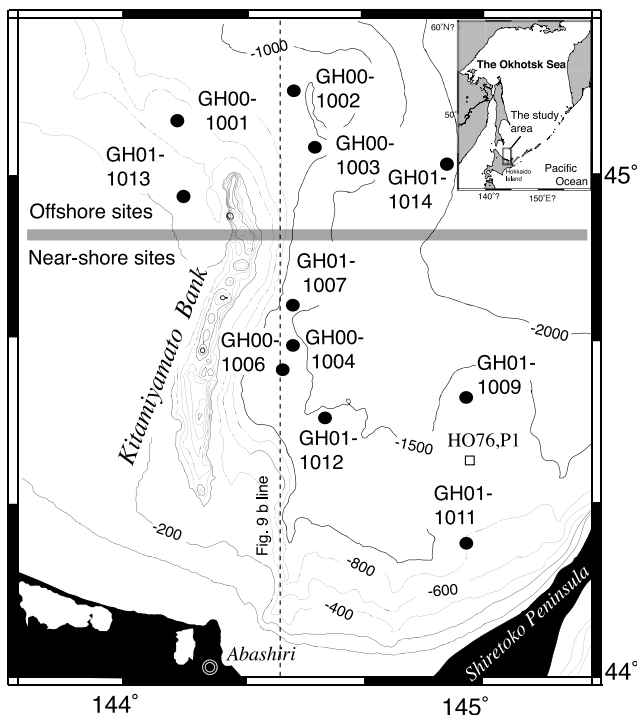 -1000
60°N?
The Okhotsk Sea
GH00-
1002
GH00-
1001
50°
The study
area
GH00-
1003
GH01-
1013
GH01-
1014
Hokkaido
Island
Pacific
Ocean
140°?
150°E?
45°
Offshore sites
Near-shore sites
GH01-
1007
Kitamiyamato Bank
-2000
GH00-
1006
GH00-
1004
GH01-
1009
GH01-
1012
-1500
HO76,P1
GH01-
1011
Fig. 9 b line
-200
-800
-600
-400
Shiretoko Peninsula
Abashiri
44°
144°
145°